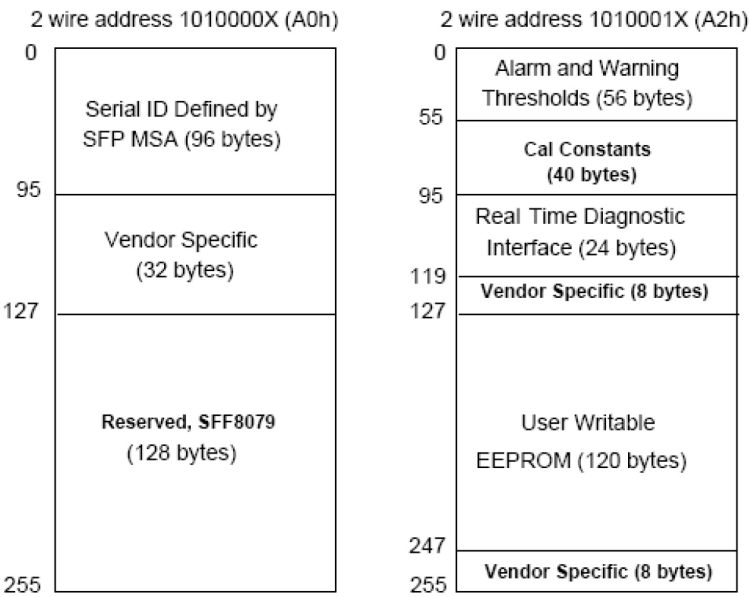 2 wire address 1010000X (A0h)
0
Serial ID Defined by
SFP MSA (96 bytes)
95
Vendor Specific
(32 bytes)
127
Reserved, SFF8079
(128 bytes)
255
2 wire address 1010001X (A2h)
0
Alarm and Warning
Thresholds (56 bytes)
55
Cal Constants
(40 bytes)
95
Real Time Diagnostic
Interface (24 bytes)
119
Vendor Specific (8 bytes)
127
User Writable
EEPROM (120 bytes)
247
Vendor Specific (8 bytes)
255